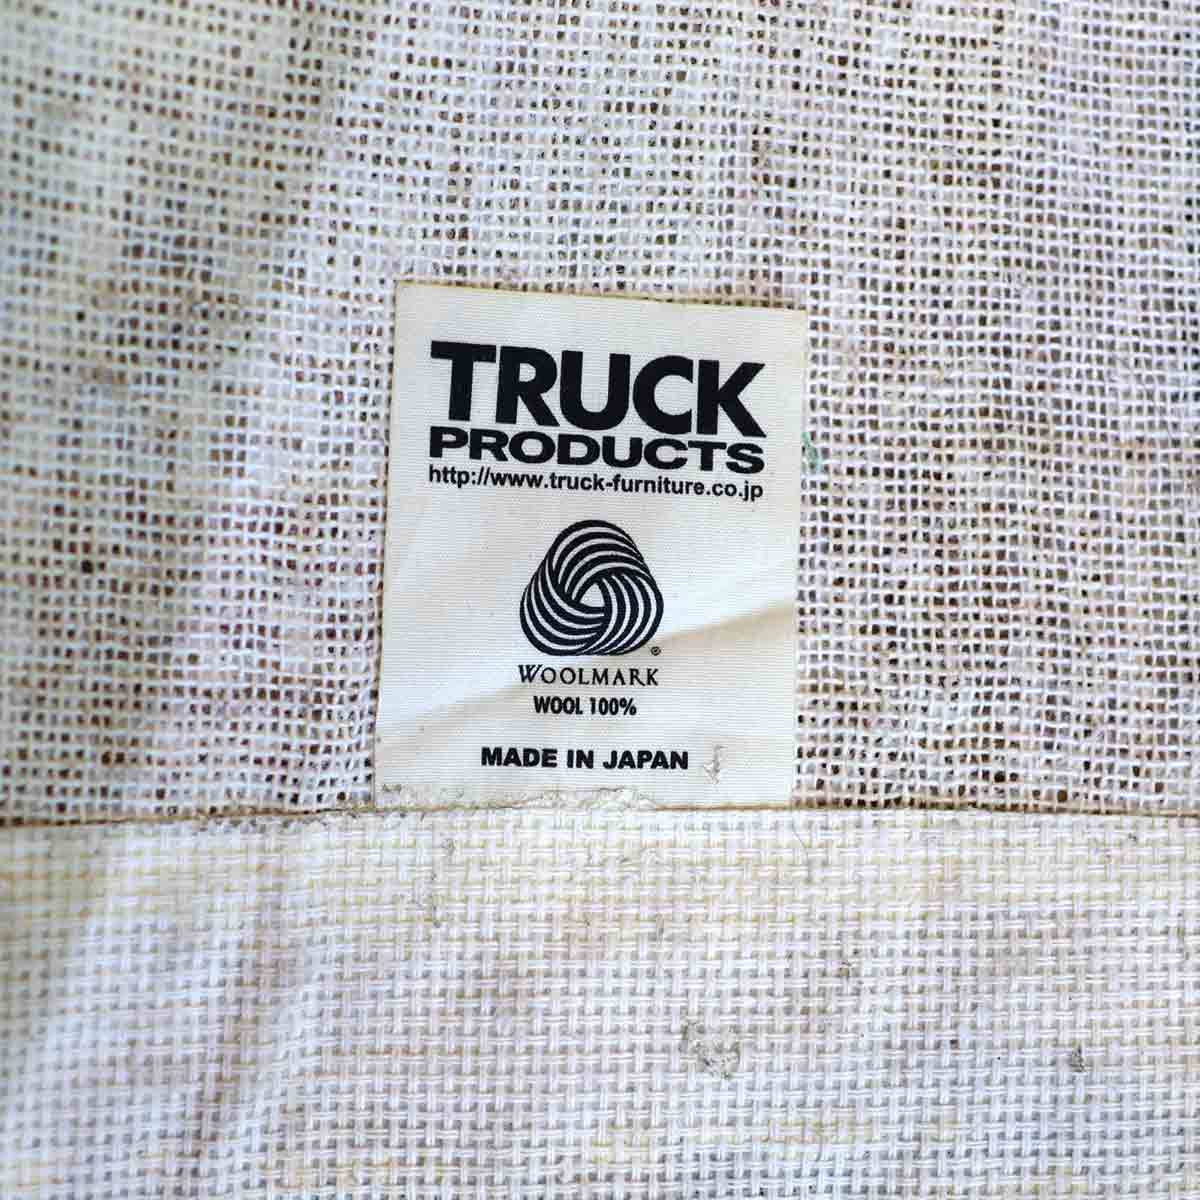 TRUCK
PRODUCTS
http://www.truck-furniture.co.jp
®
WOOLMARK
WOOL 100%
MADE IN JAPAN